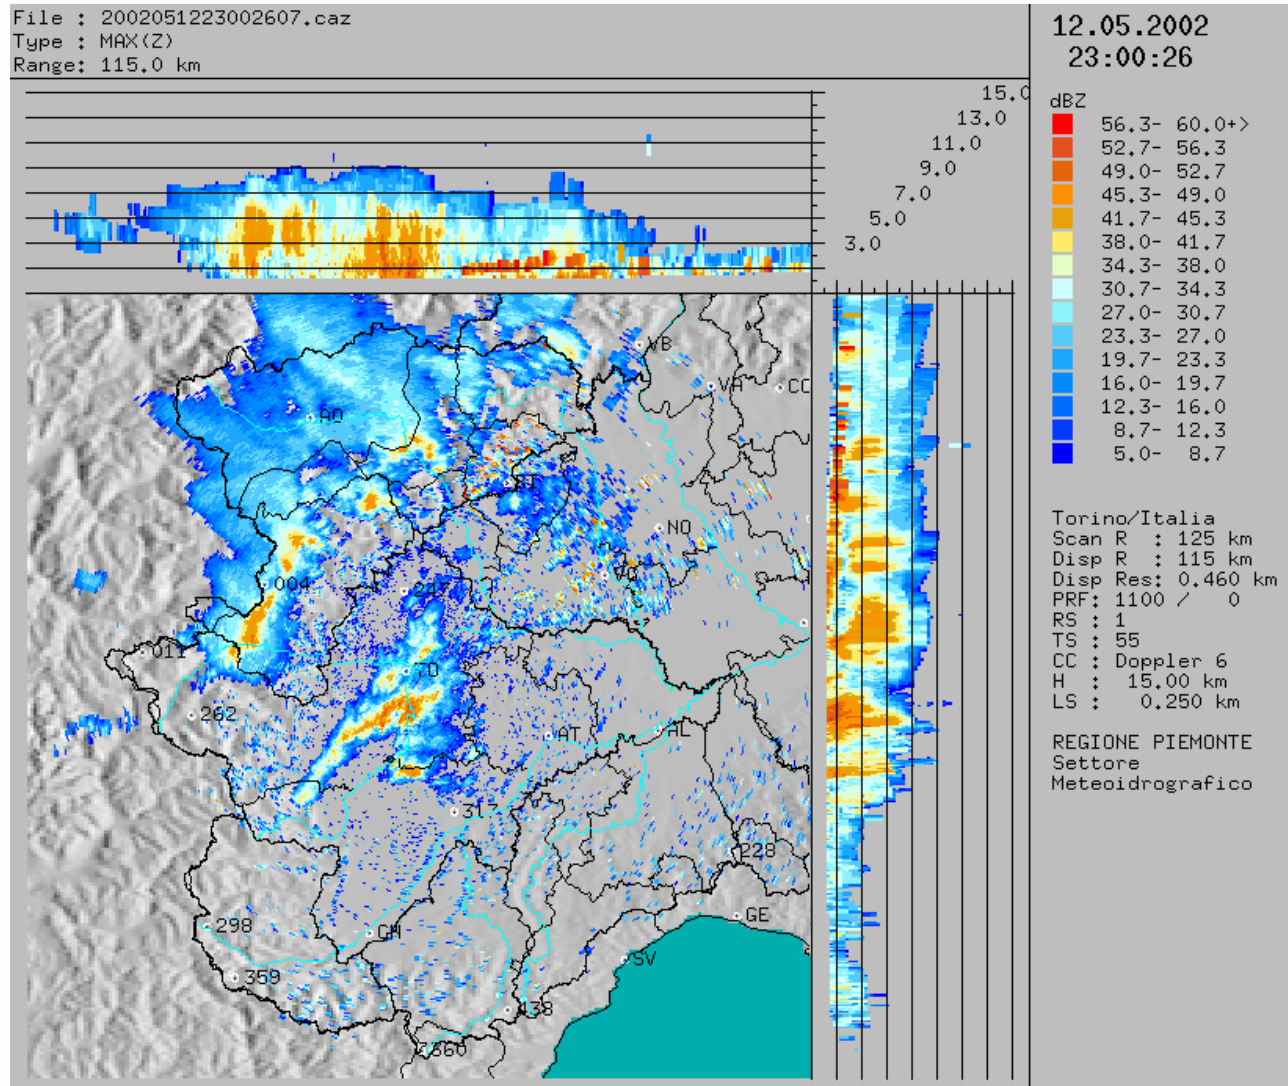 File : 2002051223002607.caz
Type : MAX(Z)
Range: 115.0 km
12.05.2002
23:00:26
15.0
13.0
11.0
9.0
7.0
5.0
3.0
dBZ
56.3- 60.0+>
52.7- 56.3
49.0- 52.7
45.3- 49.0
41.7- 45.3
38.0- 41.7
34.3- 38.0
30.7- 34.3
27.0- 30.7
23.3- 27.0
19.7- 23.3
16.0- 19.7
12.3- 16.0
8.7- 12.3
5.0- 8.7
Torino/Italia
Scan R : 125 km
Disp R : 115 km
Disp Res: 0.460 km
PRF: 1100 / 0
RS : 1
TS : 55
CC : Doppler 6
H : 15.00 km
LS : 0.250 km
REGIONE PIEMONTE
Settore
Meteoidrografico
VB
VA
CO
AO
BI
NO
VC
004
247
011
TO
262
AT
AL
317
228
GE
298
CN
SV
359
438